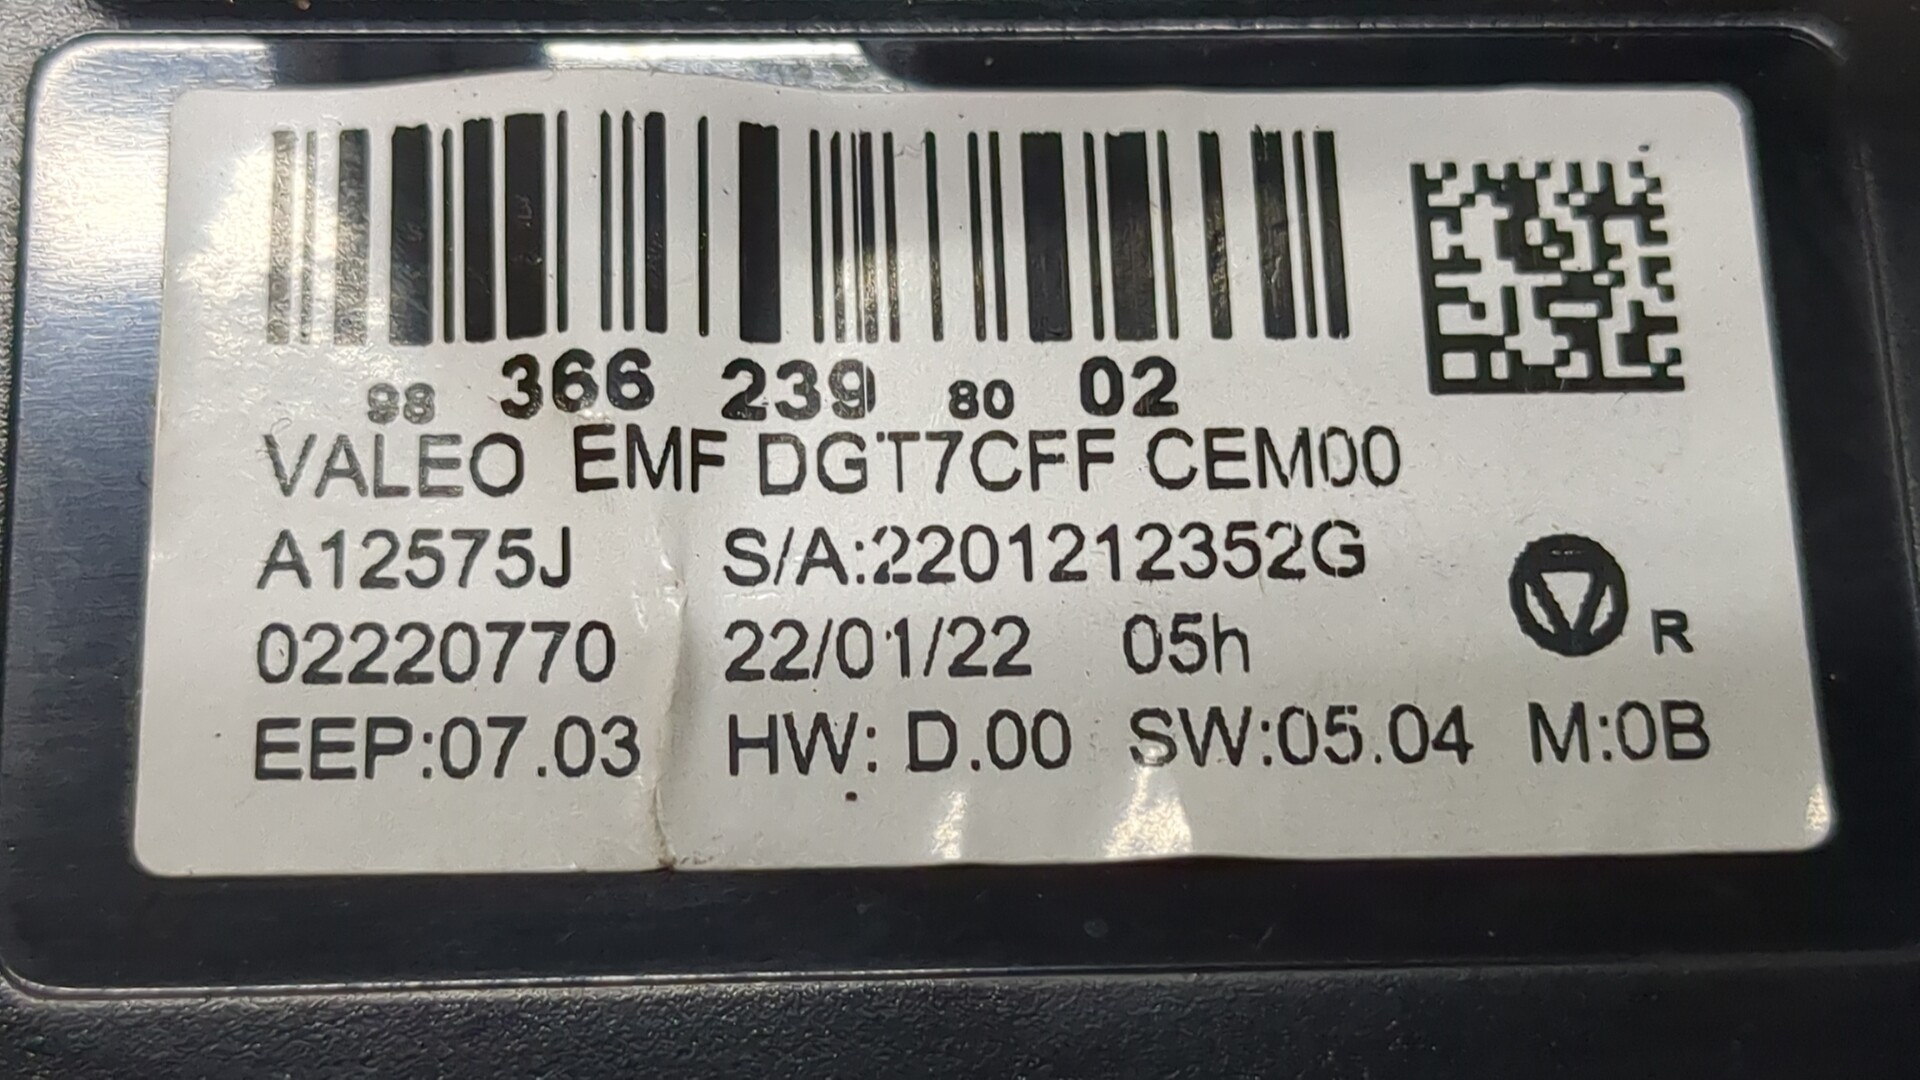 98 366 239 80 02
VALEO EMF DGT7CFF CEM00
A12575J S/A:2201212352G
02220770 22/01/22 05h R
EEP:07.03 HW: D.00 SW:05.04 M:0B